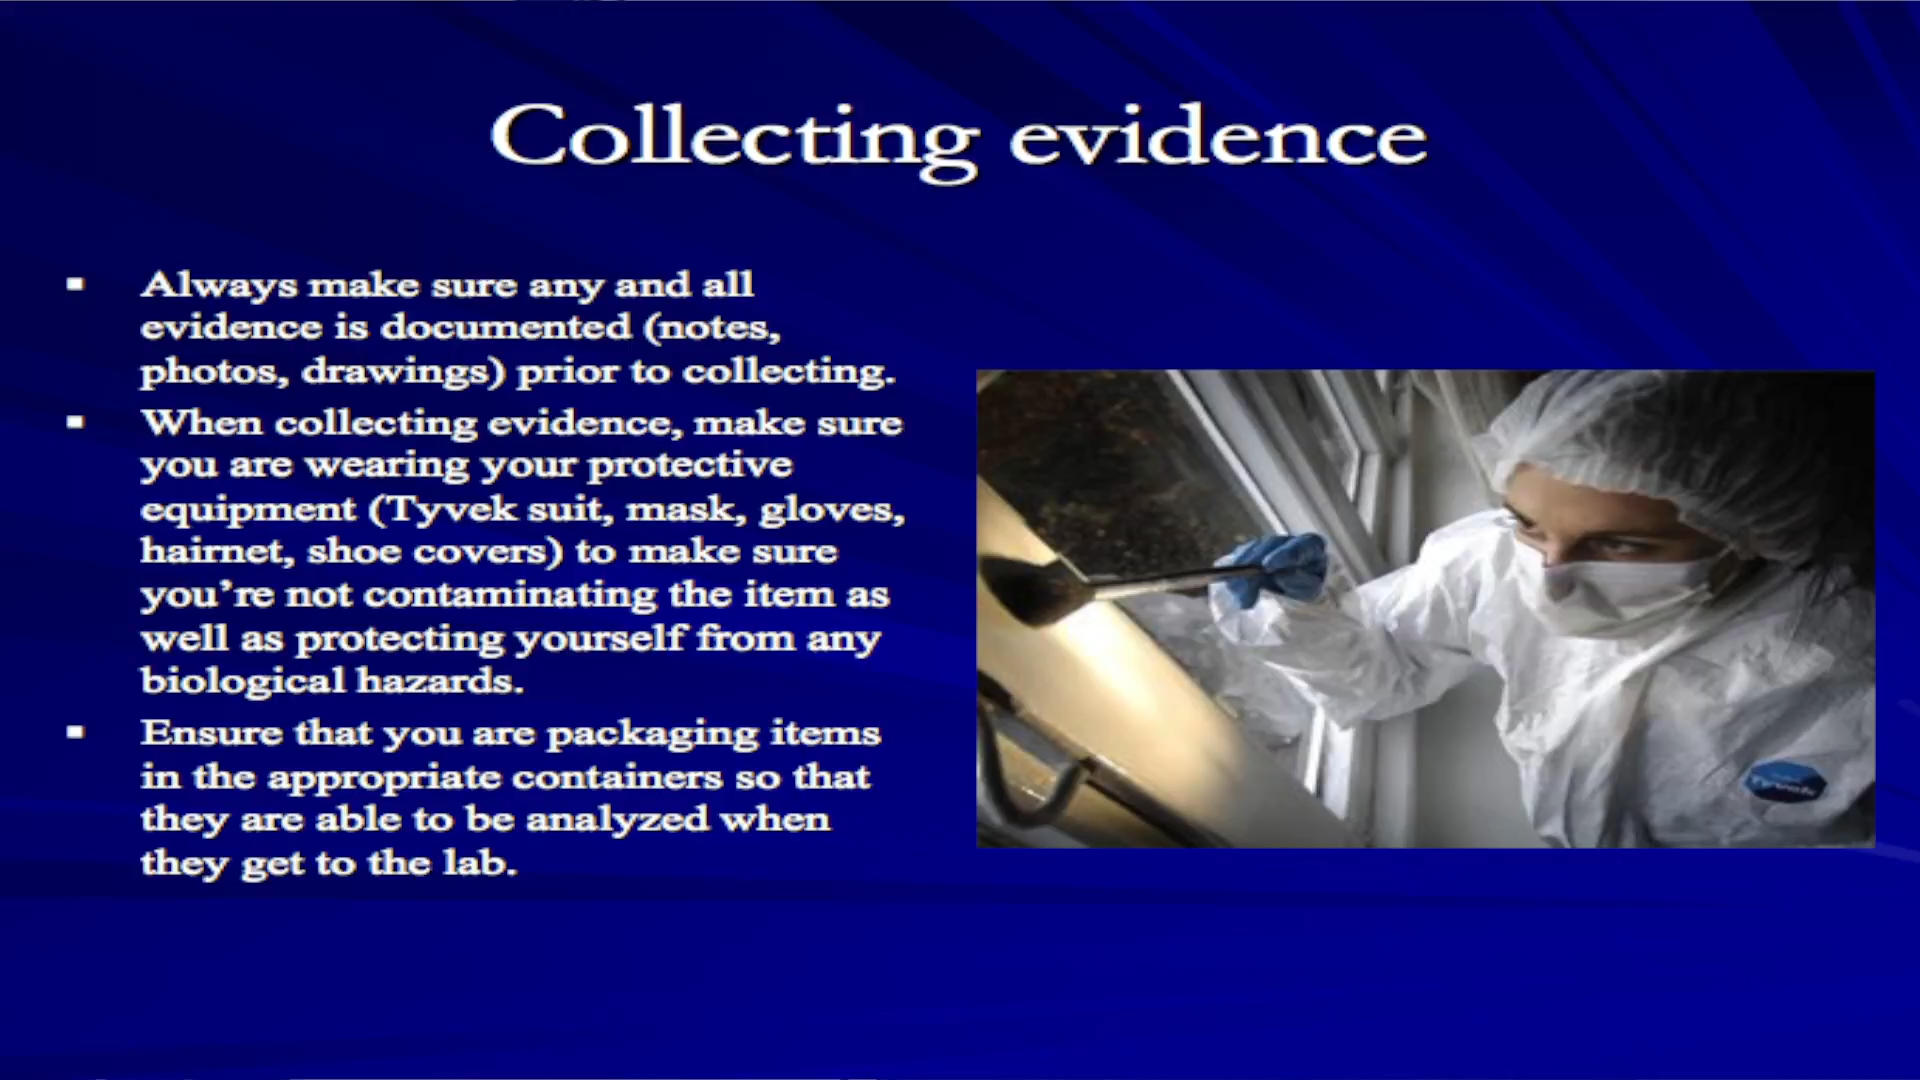 Collecting evidence
▪ Always make sure any and all
evidence is documented (notes,
photos, drawings) prior to collecting.
▪ When collecting evidence, make sure
you are wearing your protective
equipment (Tyvek suit, mask, gloves,
hairnet, shoe covers) to make sure
you’re not contaminating the item as
well as protecting yourself from any
biological hazards.
▪ Ensure that you are packaging items
in the appropriate containers so that
they are able to be analyzed when
they get to the lab.
Tyvek